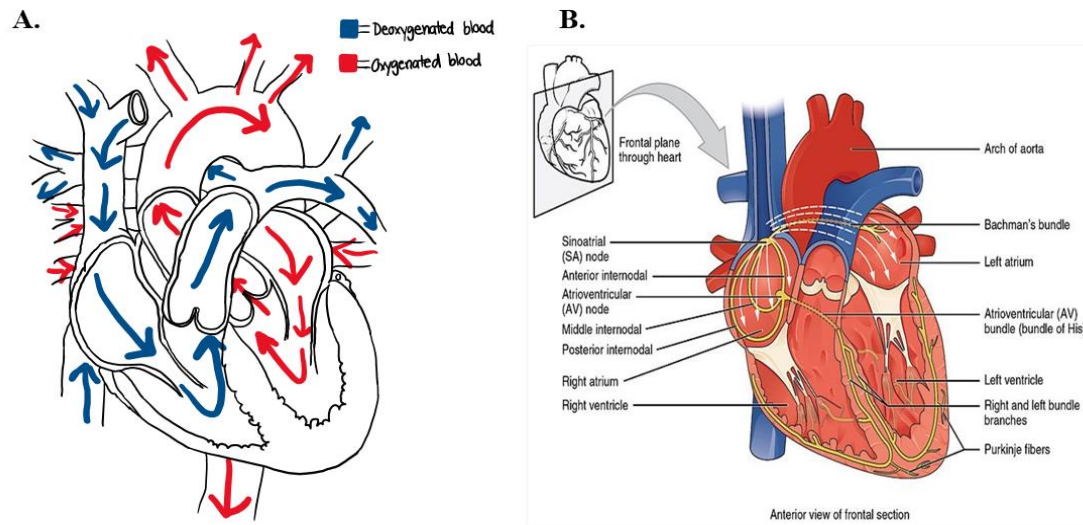 A.
= Deoxygenated blood
= Oxygenated blood
B.
Frontal plane
through heart
Sinoatrial
(SA) node
Anterior internodal
Atrioventricular
(AV) node
Middle internodal
Posterior internodal
Right atrium
Right ventricle
Arch of aorta
Bachman's bundle
Left atrium
Atrioventricular (AV)
bundle (bundle of His
Left ventricle
Right and left bundle
branches
Purkinje fibers
Anterior view of frontal section